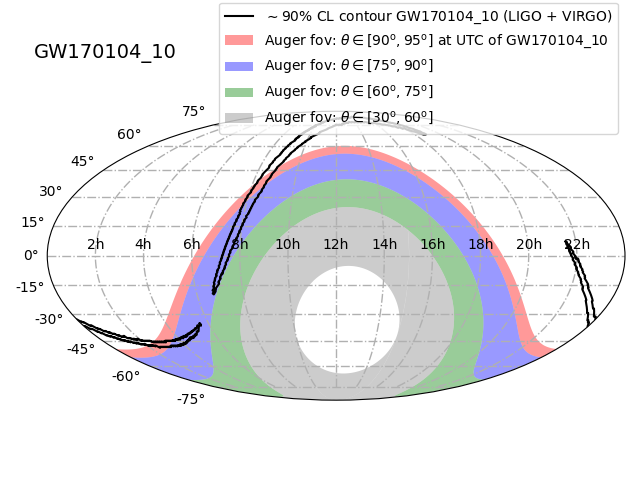 ~90% CL contour GW170104_10 (LIGO + VIRGO)
Auger fov: θ ∈ [90°, 95°] at UTC of GW170104_10
Auger fov: θ ∈ [75°, 90°]
Auger fov: θ ∈ [60°, 75°]
Auger fov: θ ∈ [30°, 60°]
GW170104_10
75°
60°
45°
30°
15°
0°
-15°
-30°
-45°
-60°
-75°
2h 4h 6h 8h 10h 12h 14h 16h 18h 20h 22h